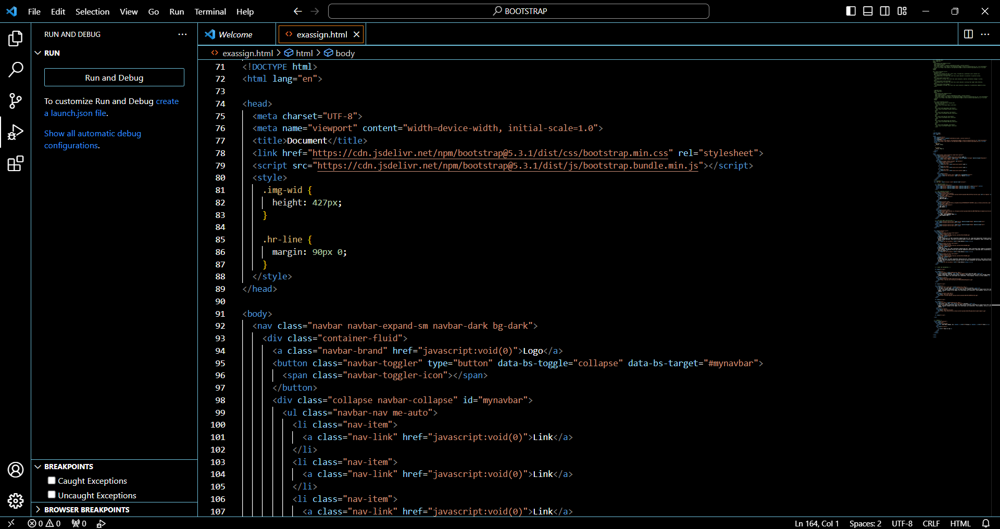 File Edit Selection View Go Run Terminal Help
BOOTSTRAP
RUN AND DEBUG
RUN
Run and Debug
To customize Run and Debug create
a launch.json file.
Show all automatic debug
configurations.
BREAKPOINTS
Caught Exceptions
Uncaught Exceptions
BROWSER BREAKPOINTS
Welcome
exassign.html
exassign.html > html > body
71 <!DOCTYPE html>
72 <html lang="en">
73
74 <head>
75 <meta charset="UTF-8">
76 <meta name="viewport" content="width=device-width, initial-scale=1.0">
77 <title>Document</title>
78 <link href="https://cdn.jsdelivr.net/npm/bootstrap@5.3.1/dist/css/bootstrap.min.css" rel="stylesheet">
79 <script src="https://cdn.jsdelivr.net/npm/bootstrap@5.3.1/dist/js/bootstrap.bundle.min.js"></script>
80 <style>
81 .img-wid {
82 height: 427px;
83 }
84
85 .hr-line {
86 margin: 90px 0;
87 }
88 </style>
89 </head>
90
91 <body>
92 <nav class="navbar navbar-expand-sm navbar-dark bg-dark">
93 <div class="container-fluid">
94 <a class="navbar-brand" href="javascript:void(0)">Logo</a>
95 <button class="navbar-toggler" type="button" data-bs-toggle="collapse" data-bs-target="#mynavbar">
96 <span class="navbar-toggler-icon"></span>
97 </button>
98 <div class="collapse navbar-collapse" id="mynavbar">
99 <ul class="navbar-nav me-auto">
100 <li class="nav-item">
101 <a class="nav-link" href="javascript:void(0)">Link</a>
102 </li>
103 <li class="nav-item">
104 <a class="nav-link" href="javascript:void(0)">Link</a>
105 </li>
106 <li class="nav-item">
107 <a class="nav-link" href="javascript:void(0)">Link</a>
0 0 0
Ln 164, Col 1 Spaces: 2 UTF-8 CRLF HTML